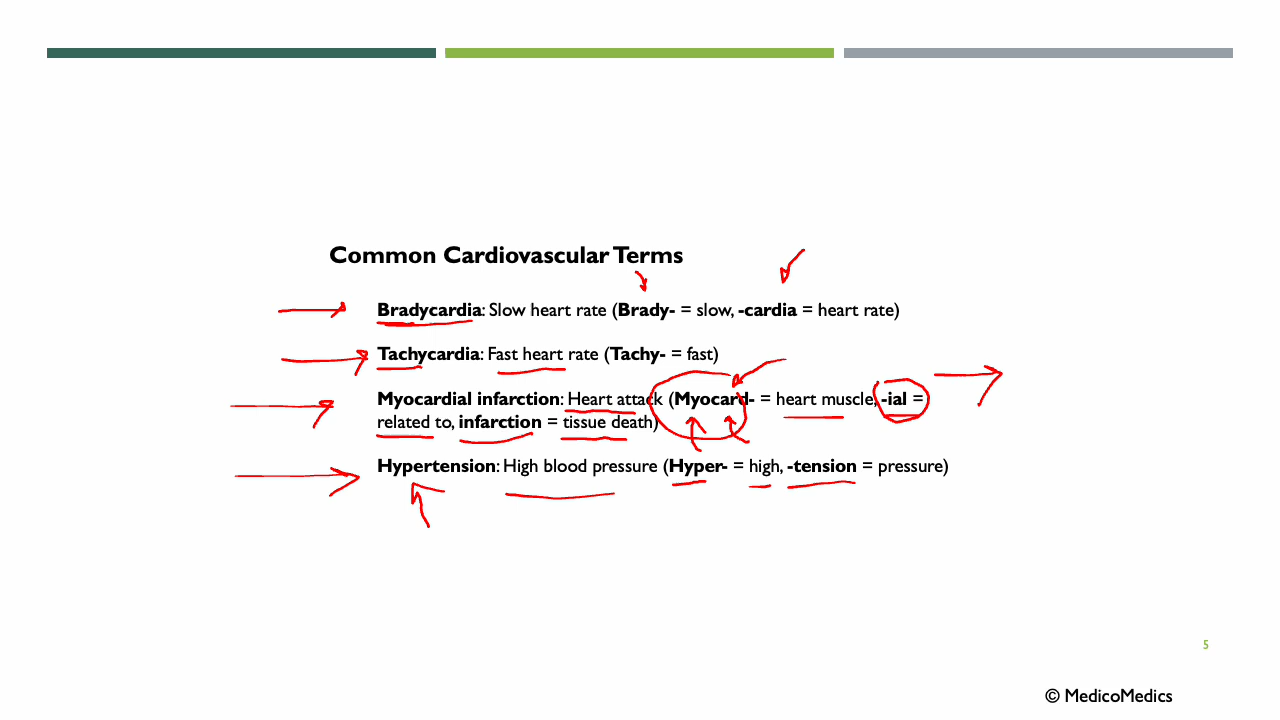 Common Cardiovascular Terms
Bradycardia: Slow heart rate (Brady- = slow, -cardia = heart rate)
Tachycardia: Fast heart rate (Tachy- = fast)
Myocardial infarction: Heart attack (Myocard- = heart muscle, -ial =
related to, infarction = tissue death)
Hypertension: High blood pressure (Hyper- = high, -tension = pressure)
5
© MedicoMedics